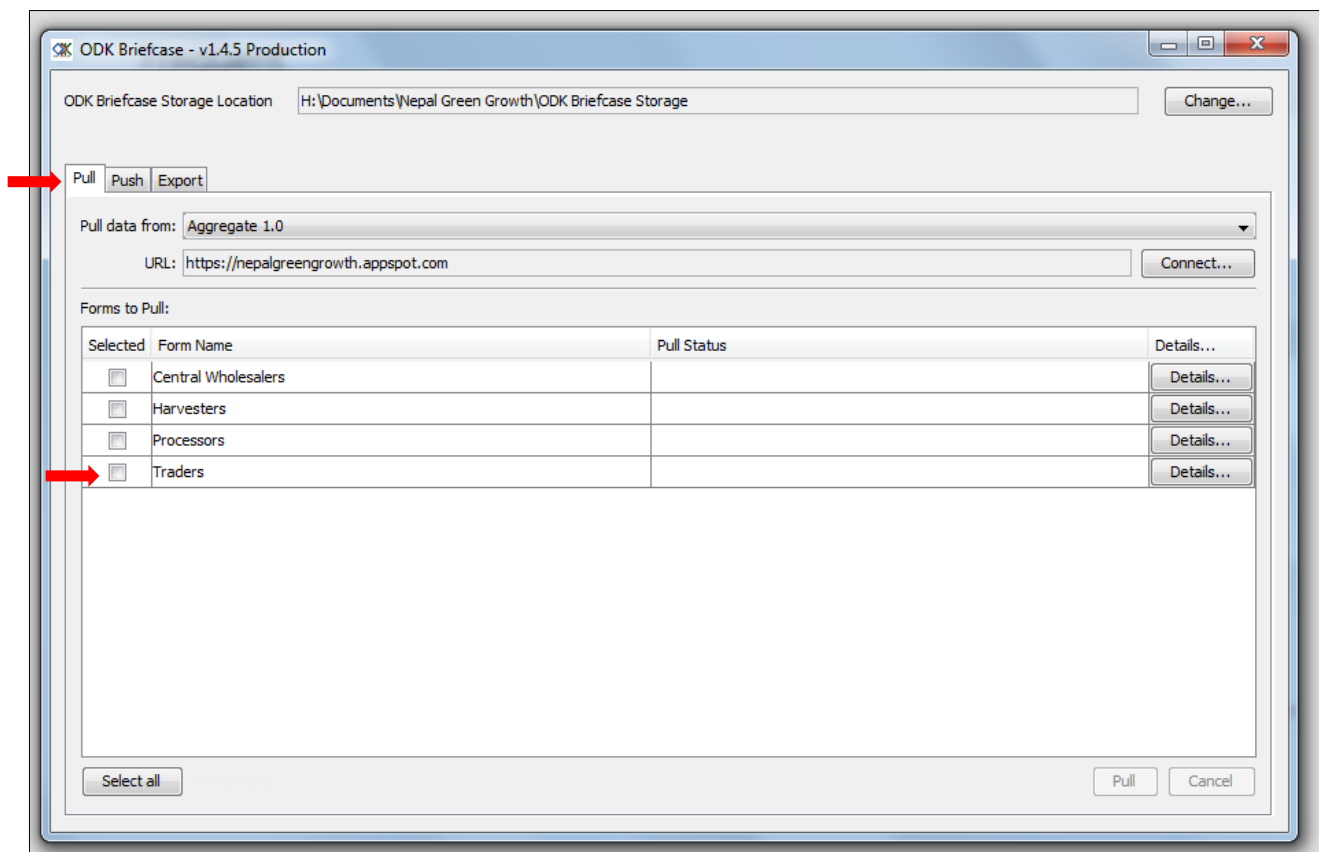 ODK Briefcase - v1.4.5 Production
ODK Briefcase Storage Location H:\Documents\Nepal Green Growth\ODK Briefcase Storage Change...
Pull Push Export
Pull data from: Aggregate 1.0
URL: https://nepalgreengrowth.appspot.com Connect...
Forms to Pull:
Selected Form Name Pull Status Details...
Central Wholesalers Details...
Harvesters Details...
Processors Details...
Traders Details...
Select all Pull Cancel